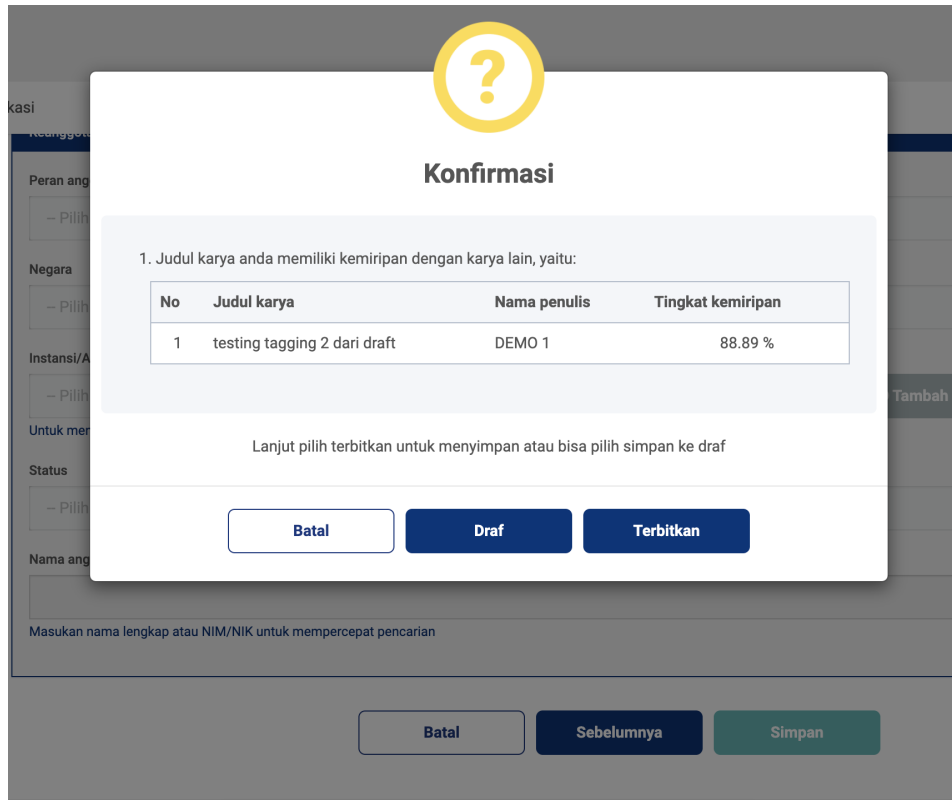 ?
Konfirmasi
kasi
Peran ang
-- Pilih
Negara
-- Pilih
Instansi/A
-- Pilih
Tambah
Untuk mer
Status
-- Pilih
Nama ang
1. Judul karya anda memiliki kemiripan dengan karya lain, yaitu:
No Judul karya Nama penulis Tingkat kemiripan
1 testing tagging 2 dari draft DEMO 1 88.89 %
Lanjut pilih terbitkan untuk menyimpan atau bisa pilih simpan ke draf
Batal Draf Terbitkan
Masukan nama lengkap atau NIM/NIK untuk mempercepat pencarian
Batal Sebelumnya Simpan